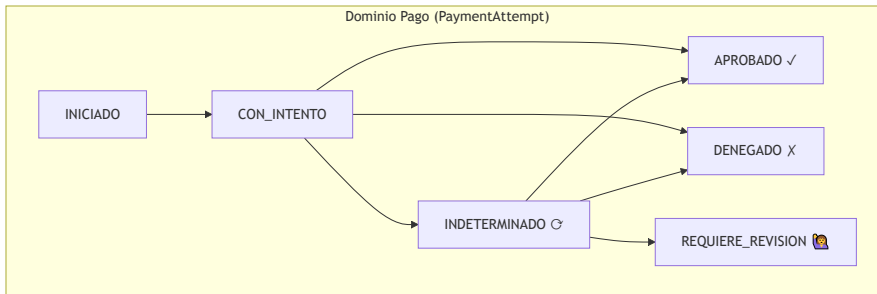 Dominio Pago (PaymentAttempt)
APROBADO ✓
INICIADO
CON_INTENTO
DENEGADO ✗
INDETERMINADO ⟳
REQUIERE_REVISION 🙋